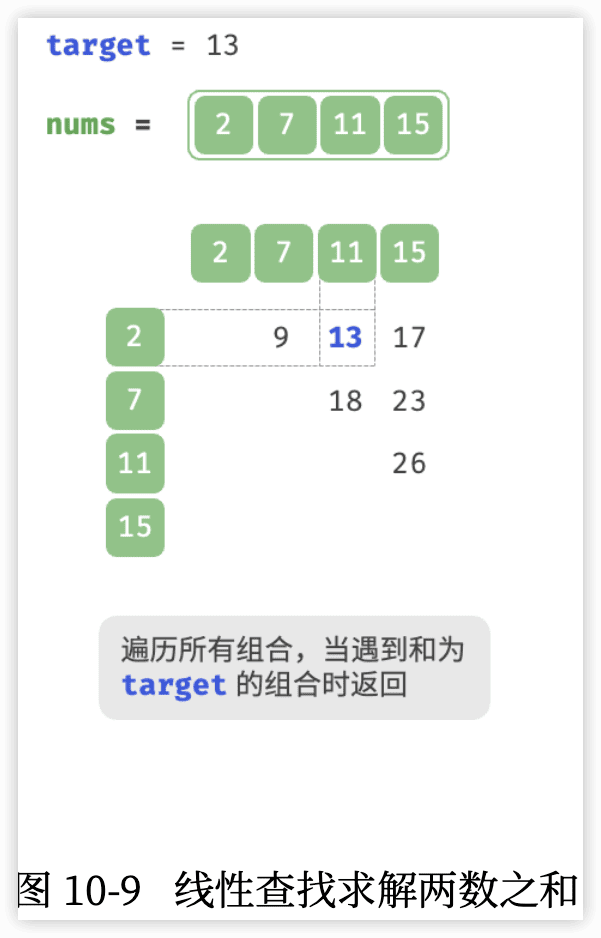 target = 13
nums = 2 7 11 15
2 7 11 15
2 9 13 17
7 18 23
11 26
15
遍历所有组合，当遇到和为
target 的组合时返回
图 10-9 线性查找求解两数之和